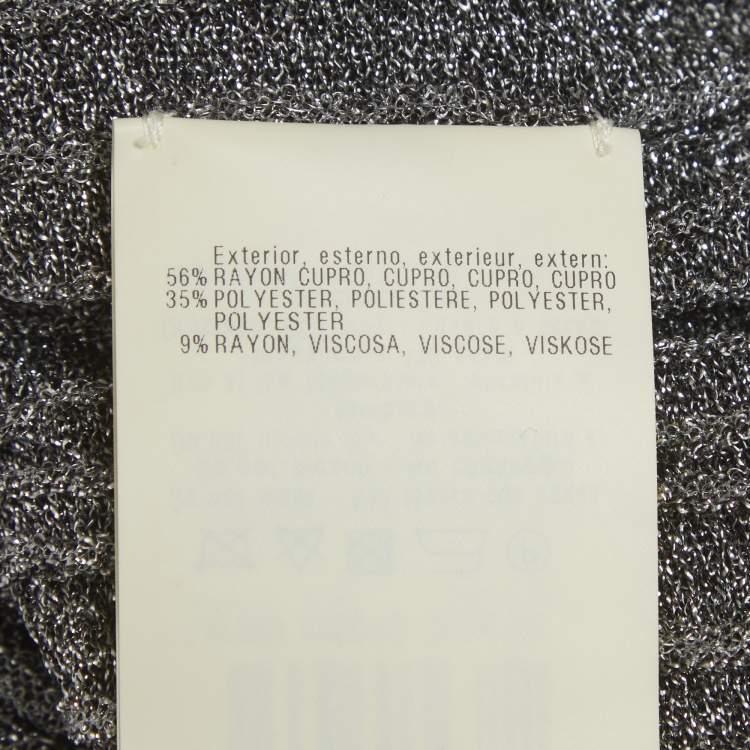 Exterior, esterno, exterieur, extern:
56% RAYON CUPRO, CUPRO, CUPRO, CUPRO
35% POLYESTER, POLIESTERE, POLYESTER,
POLYESTER
9% RAYON, VISCOSA, VISCOSE, VISKOSE